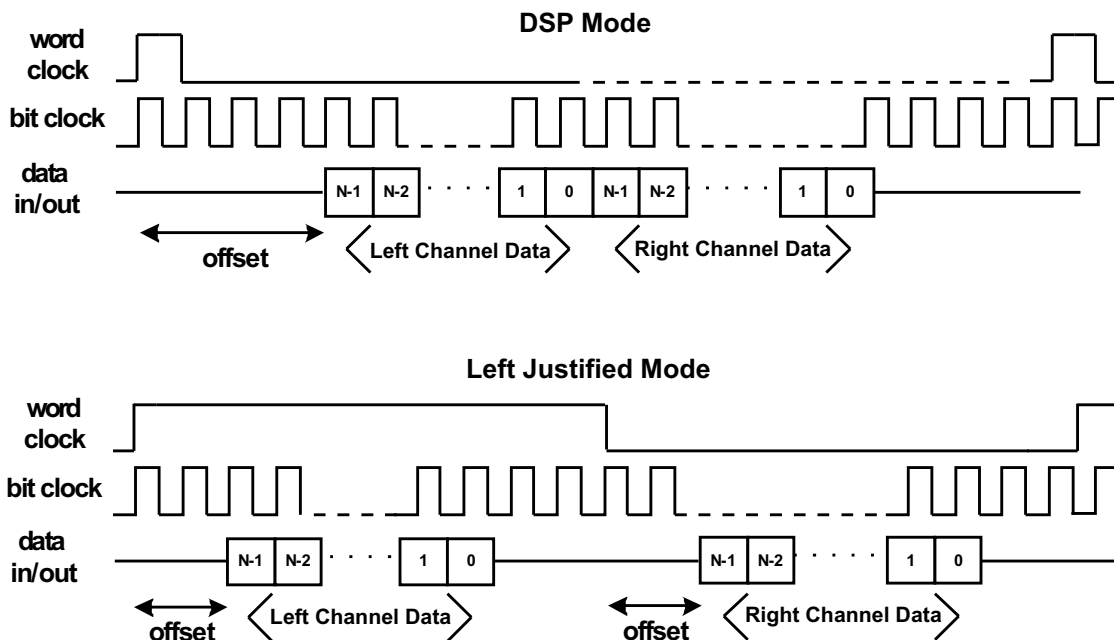 DSP Mode
word
clock
bit clock
data
in/out
N-1 N-2 1 0 N-1 N-2 1 0
offset
Left Channel Data
Right Channel Data
Left Justified Mode
word
clock
bit clock
data
in/out
N-1 N-2 1 0 N-1 N-2 1 0
offset
Left Channel Data
offset
Right Channel Data